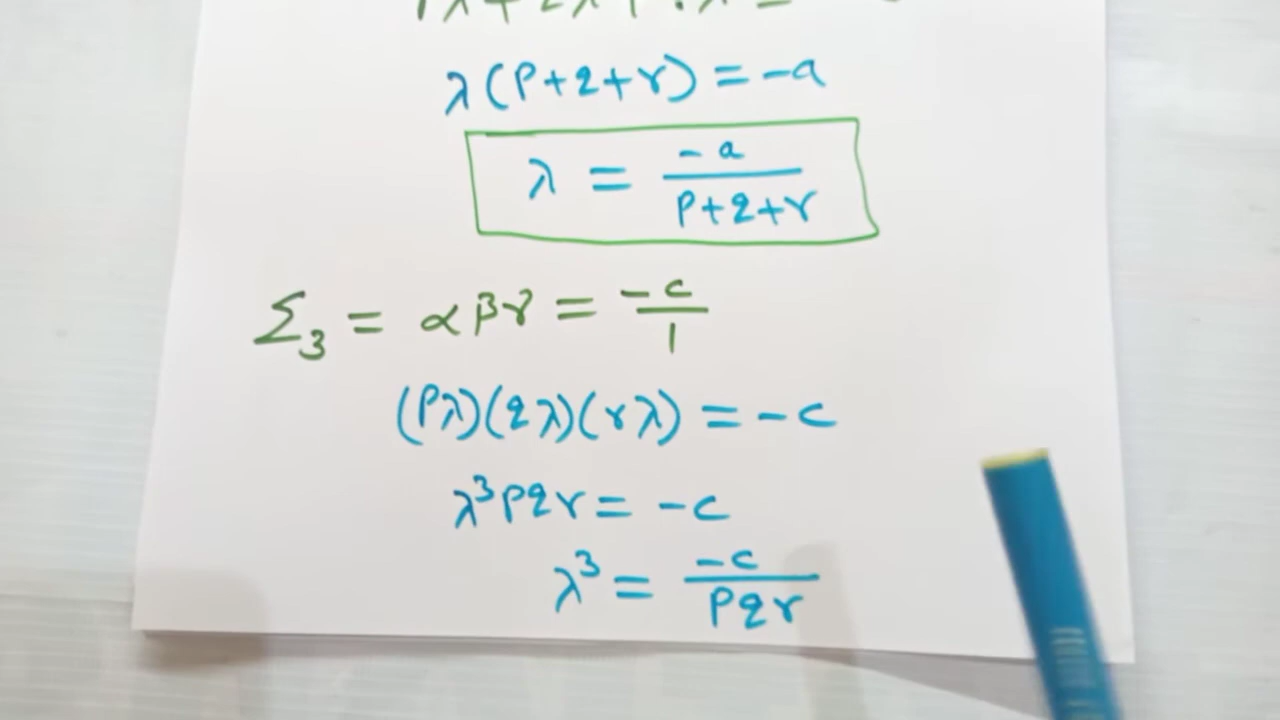 λ(p+q+r) = -a
λ = -a/p+q+r
Σ₃ = αβγ = -c/1
(pλ)(qλ)(rλ) = -c
λ³pqr = -c
λ³ = -c/pqr